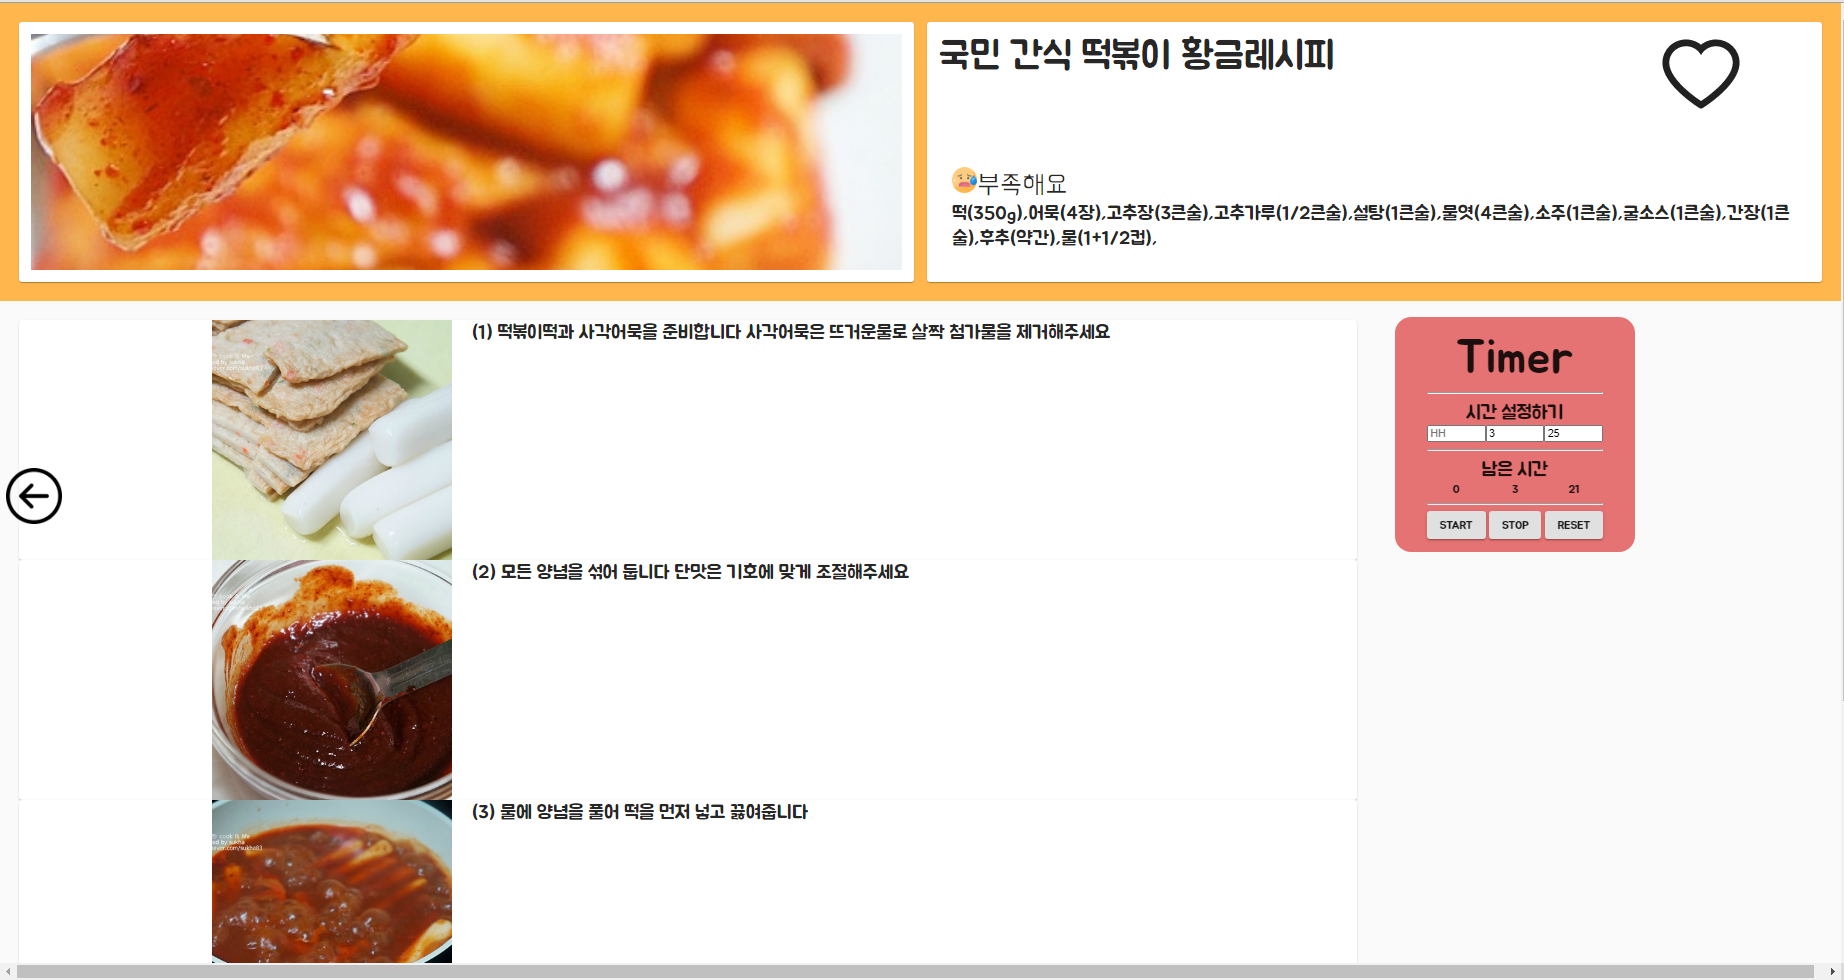 국민 간식 떡볶이 황금레시피
부족해요
떡(350g),어묵(4장),고추장(3큰술),고추가루(1/2큰술),설탕(1큰술),물엿(4큰술),소주(1큰술),굴소스(1큰술),간장(1큰
술),후추(약간),물(1+1/2컵),
(1) 떡볶이떡과 사각어묵을 준비합니다 사각어묵은 뜨거운물로 살짝 첨가물을 제거해주세요
Timer
시간 설정하기
HH 3 25
남은 시간
0 3 21
START STOP RESET
(2) 모든 양념을 섞어 둡니다 단맛은 기호에 맞게 조절해주세요
(3) 물에 양념을 풀어 떡을 먼저 넣고 끓여줍니다